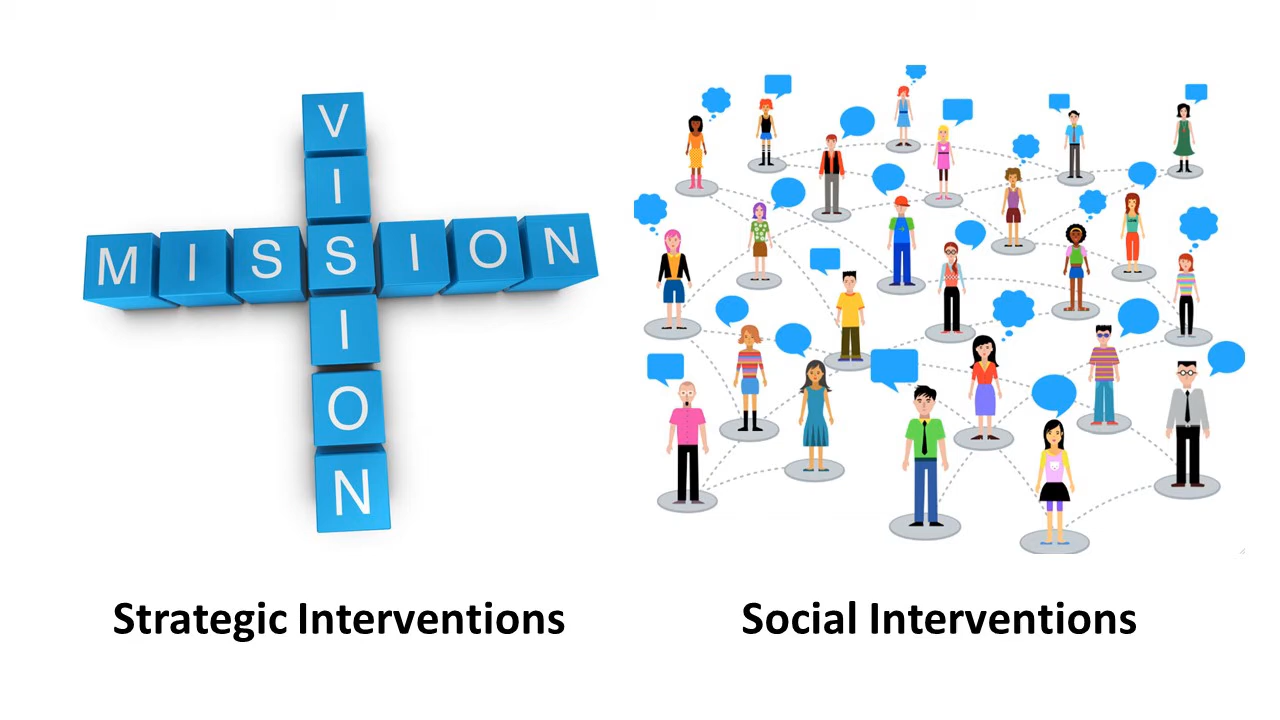 VISION
MISSION
Strategic Interventions
Social Interventions